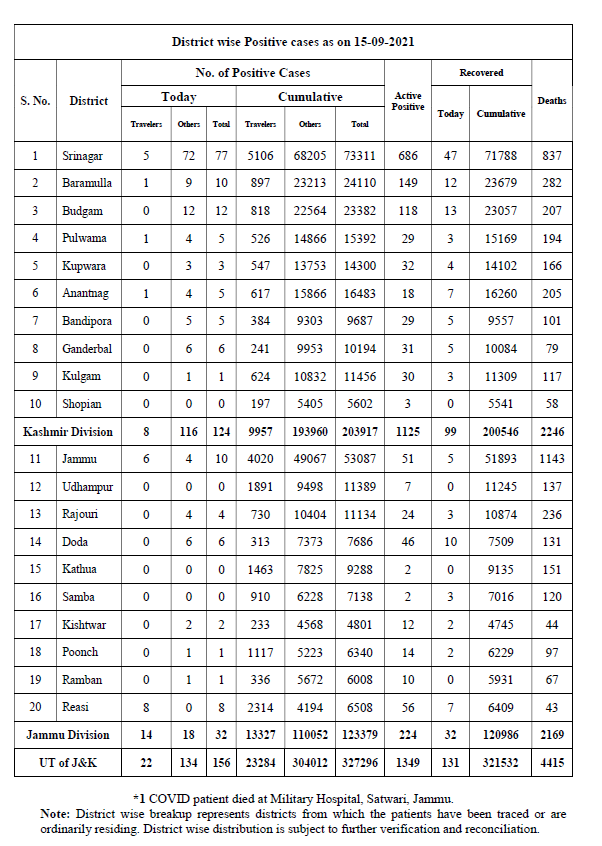 District wise Positive cases as on 15-09-2021
S. No. District No. of Positive Cases Active Positive Recovered Deaths
Today Cumulative Today Cumulative
Travelers Others Total Travelers Others Total
1 Srinagar 5 72 77 5106 68205 73311 686 47 71788 837
2 Baramulla 1 9 10 897 23213 24110 149 12 23679 282
3 Budgam 0 12 12 818 22564 23382 118 13 23057 207
4 Pulwama 1 4 5 526 14866 15392 29 3 15169 194
5 Kupwara 0 3 3 547 13753 14300 32 4 14102 166
6 Anantnag 1 4 5 617 15866 16483 18 7 16260 205
7 Bandipora 0 5 5 384 9303 9687 29 5 9557 101
8 Ganderbal 0 6 6 241 9953 10194 31 5 10084 79
9 Kulgam 0 1 1 624 10832 11456 30 3 11309 117
10 Shopian 0 0 0 197 5405 5602 3 0 5541 58
Kashmir Division 8 116 124 9957 193960 203917 1125 99 200546 2246
11 Jammu 6 4 10 4020 49067 53087 51 5 51893 1143
12 Udhampur 0 0 0 1891 9498 11389 7 0 11245 137
13 Rajouri 0 4 4 730 10404 11134 24 3 10874 236
14 Doda 0 6 6 313 7373 7686 46 10 7509 131
15 Kathua 0 0 0 1463 7825 9288 2 0 9135 151
16 Samba 0 0 0 910 6228 7138 2 3 7016 120
17 Kishtwar 0 2 2 233 4568 4801 12 2 4745 44
18 Poonch 0 1 1 1117 5223 6340 14 2 6229 97
19 Ramban 0 1 1 336 5672 6008 10 0 5931 67
20 Reasi 8 0 8 2314 4194 6508 56 7 6409 43
Jammu Division 14 18 32 13327 110052 123379 224 32 120986 2169
UT of J&K 22 134 156 23284 304012 327296 1349 131 321532 4415
*1 COVID patient died at Military Hospital, Satwari, Jammu.
Note: District wise breakup represents districts from which the patients have been traced or are
ordinarily residing. District wise distribution is subject to further verification and reconciliation.